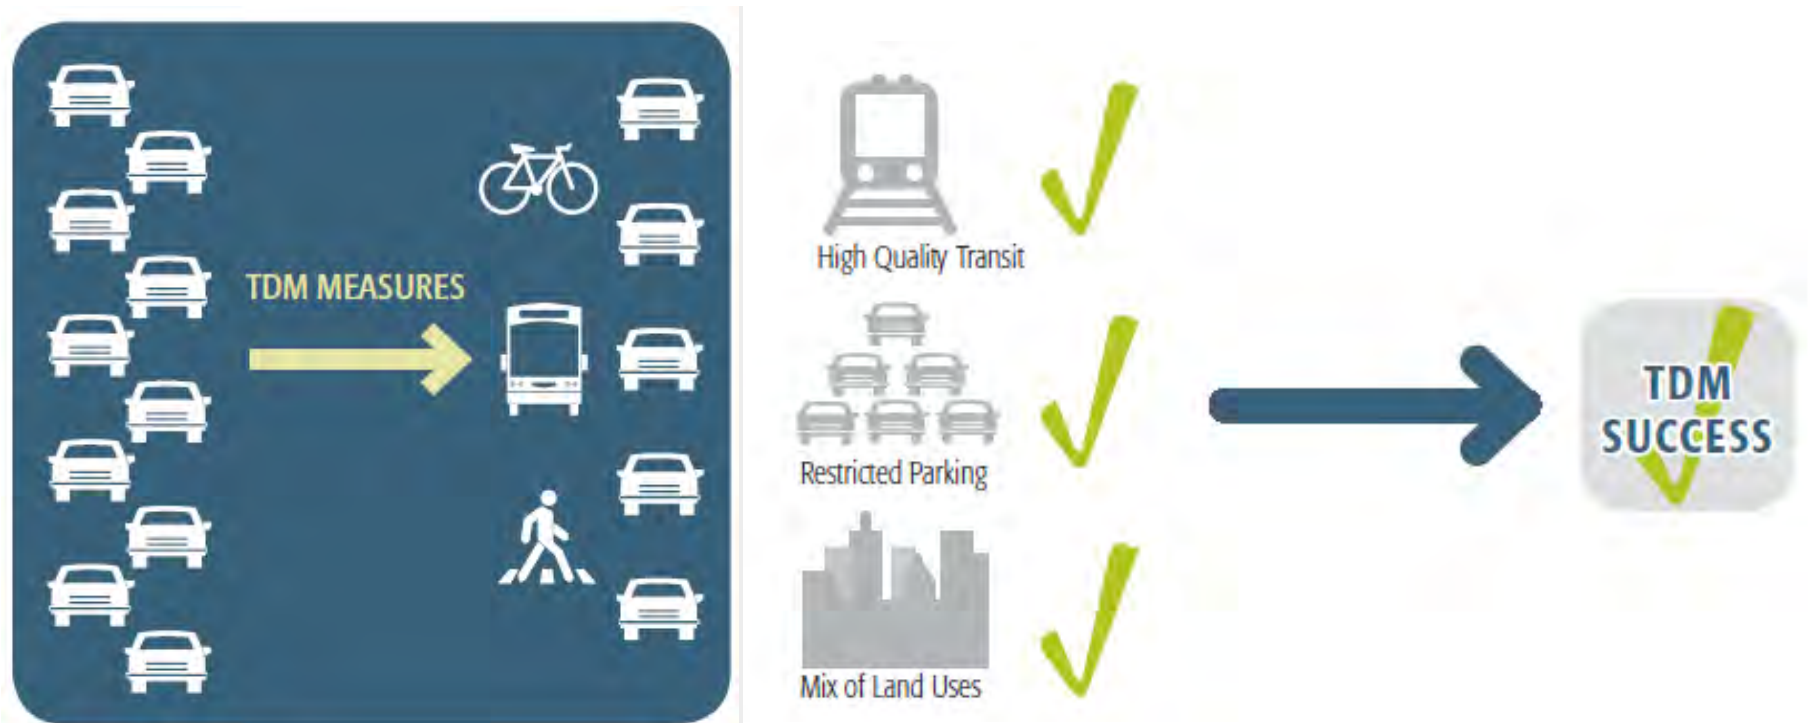 TDM MEASURES
High Quality Transit
Restricted Parking
Mix of Land Uses
TDM
SUCCESS